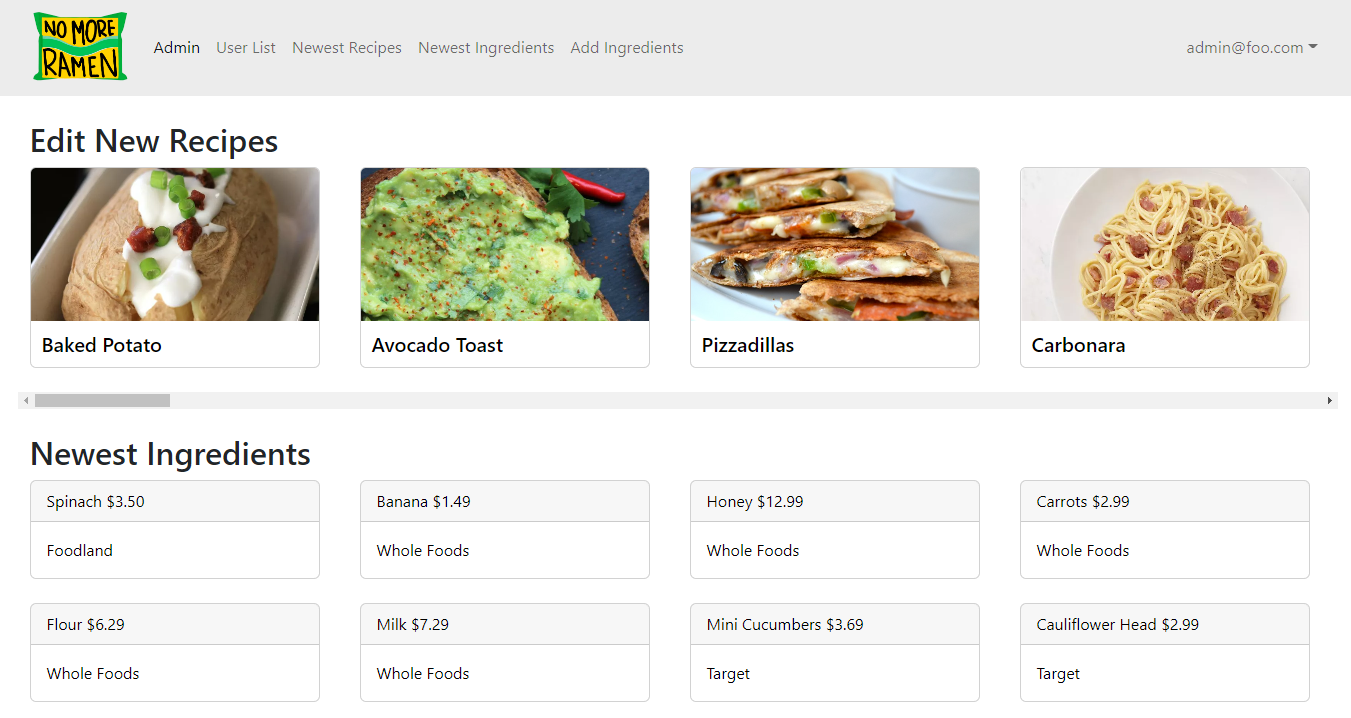 NO MORE
RAMEN
Admin User List Newest Recipes Newest Ingredients Add Ingredients admin@foo.com
Edit New Recipes
Baked Potato Avocado Toast Pizzadillas Carbonara
Newest Ingredients
Spinach $3.50 Banana $1.49 Honey $12.99 Carrots $2.99
Foodland Whole Foods Whole Foods Whole Foods
Flour $6.29 Milk $7.29 Mini Cucumbers $3.69 Cauliflower Head $2.99
Whole Foods Whole Foods Target Target